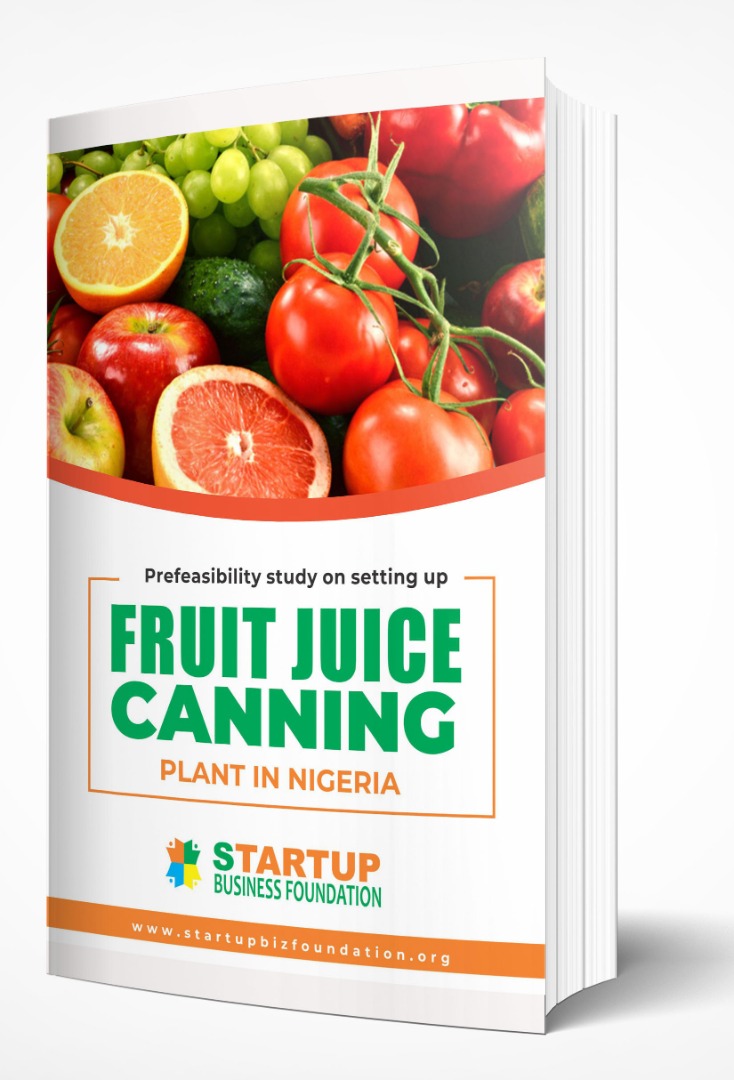 Prefeasibility study on setting up
FRUIT JUICE
CANNING
PLANT IN NIGERIA
STARTUP
BUSINESS FOUNDATION
www.startupbizfoundation.org